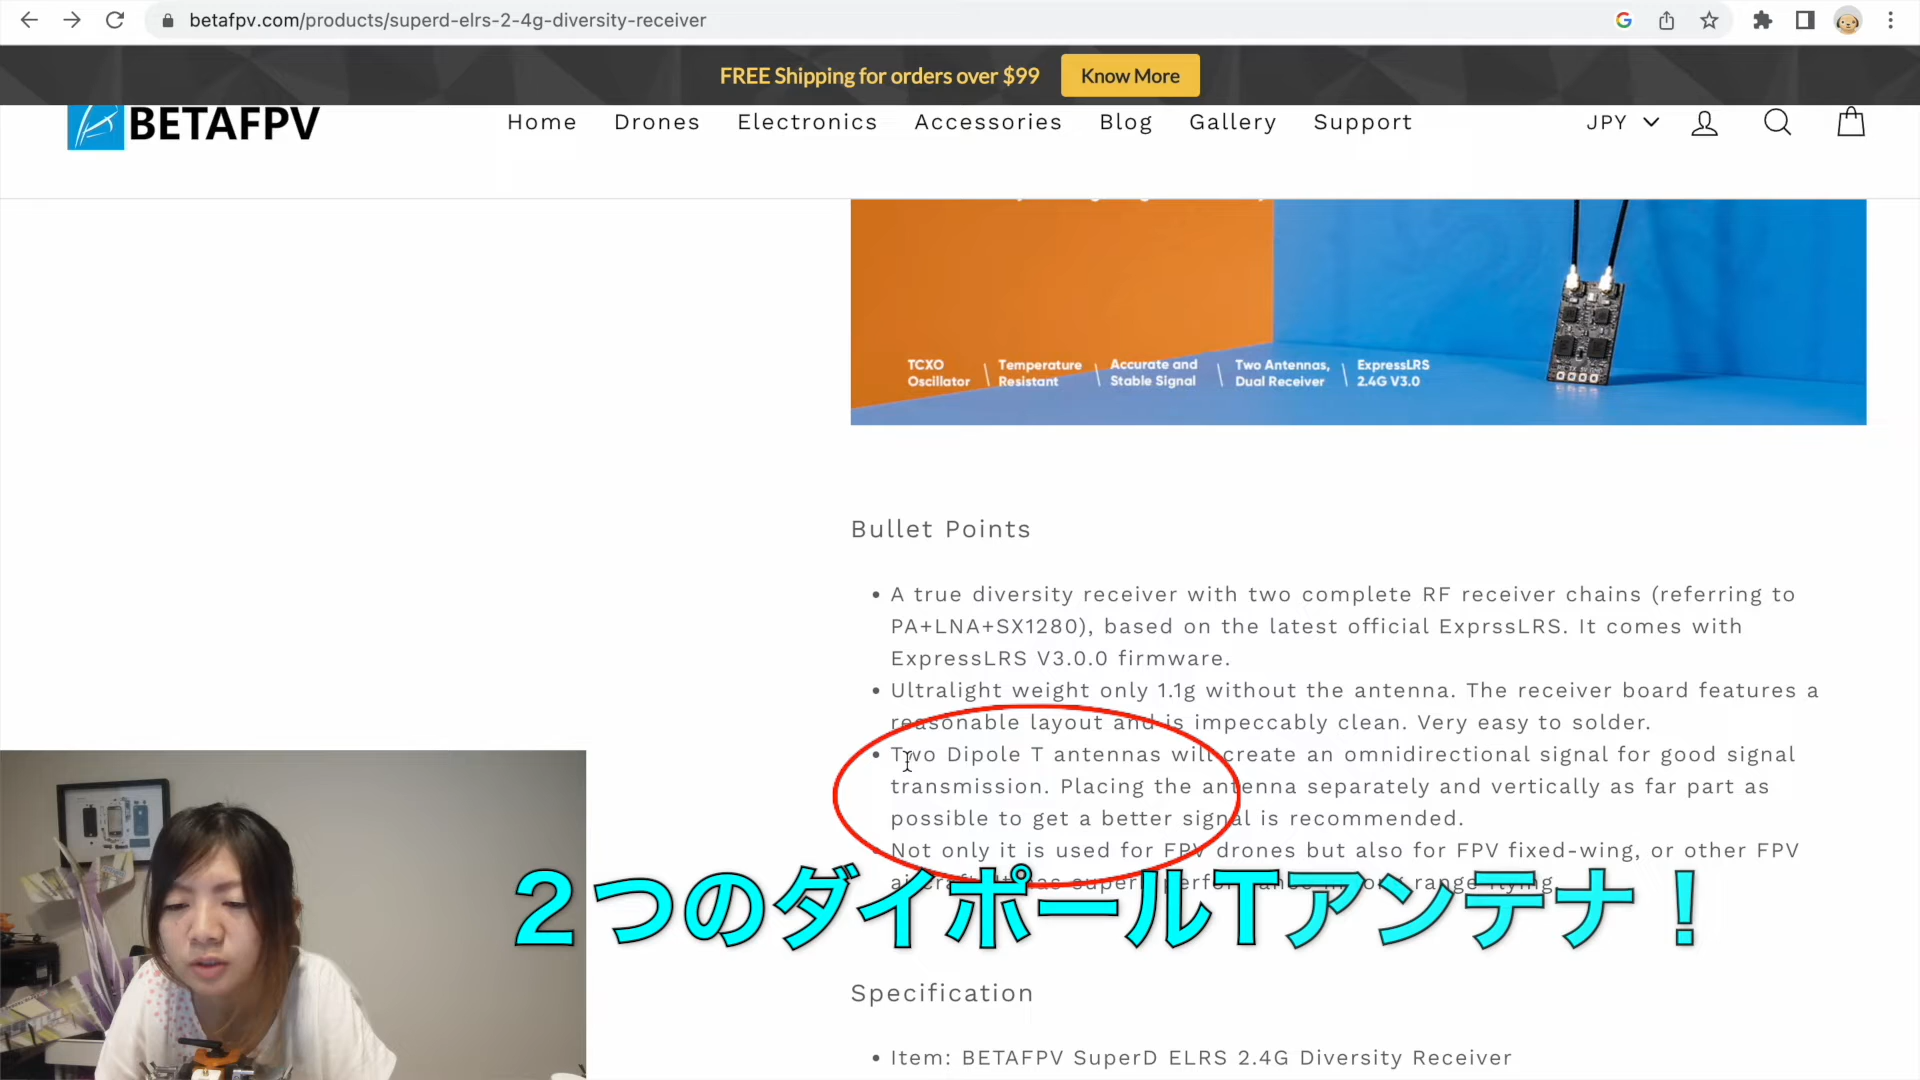 betafpv.com/products/superd-elrs-2-4g-diversity-receiver
FREE Shipping for orders over $99
Know More
BETAFPV
Home
Drones
Electronics
Accessories
Blog
Gallery
Support
JPY
TCXO Oscillator
Temperature Resistant
Accurate and Stable Signal
Two Antennas, Dual Receiver
ExpressLRS 2.4G V3.0
Bullet Points
A true diversity receiver with two complete RF receiver chains (referring to
PA+LNA+SX1280), based on the latest official ExprssLRS. It comes with
ExpressLRS V3.0.0 firmware.
Ultralight weight only 1.1g without the antenna. The receiver board features a
reasonable layout and is impeccably clean. Very easy to solder.
Two Dipole T antennas will create an omnidirectional signal for good signal
transmission. Placing the antenna separately and vertically as far part as
possible to get a better signal is recommended.
Not only it is used for FPV drones but also for FPV fixed-wing, or other FPV
range flying.
２つのダイポールTアンテナ！
Specification
Item: BETAFPV SuperD ELRS 2.4G Diversity Receiver